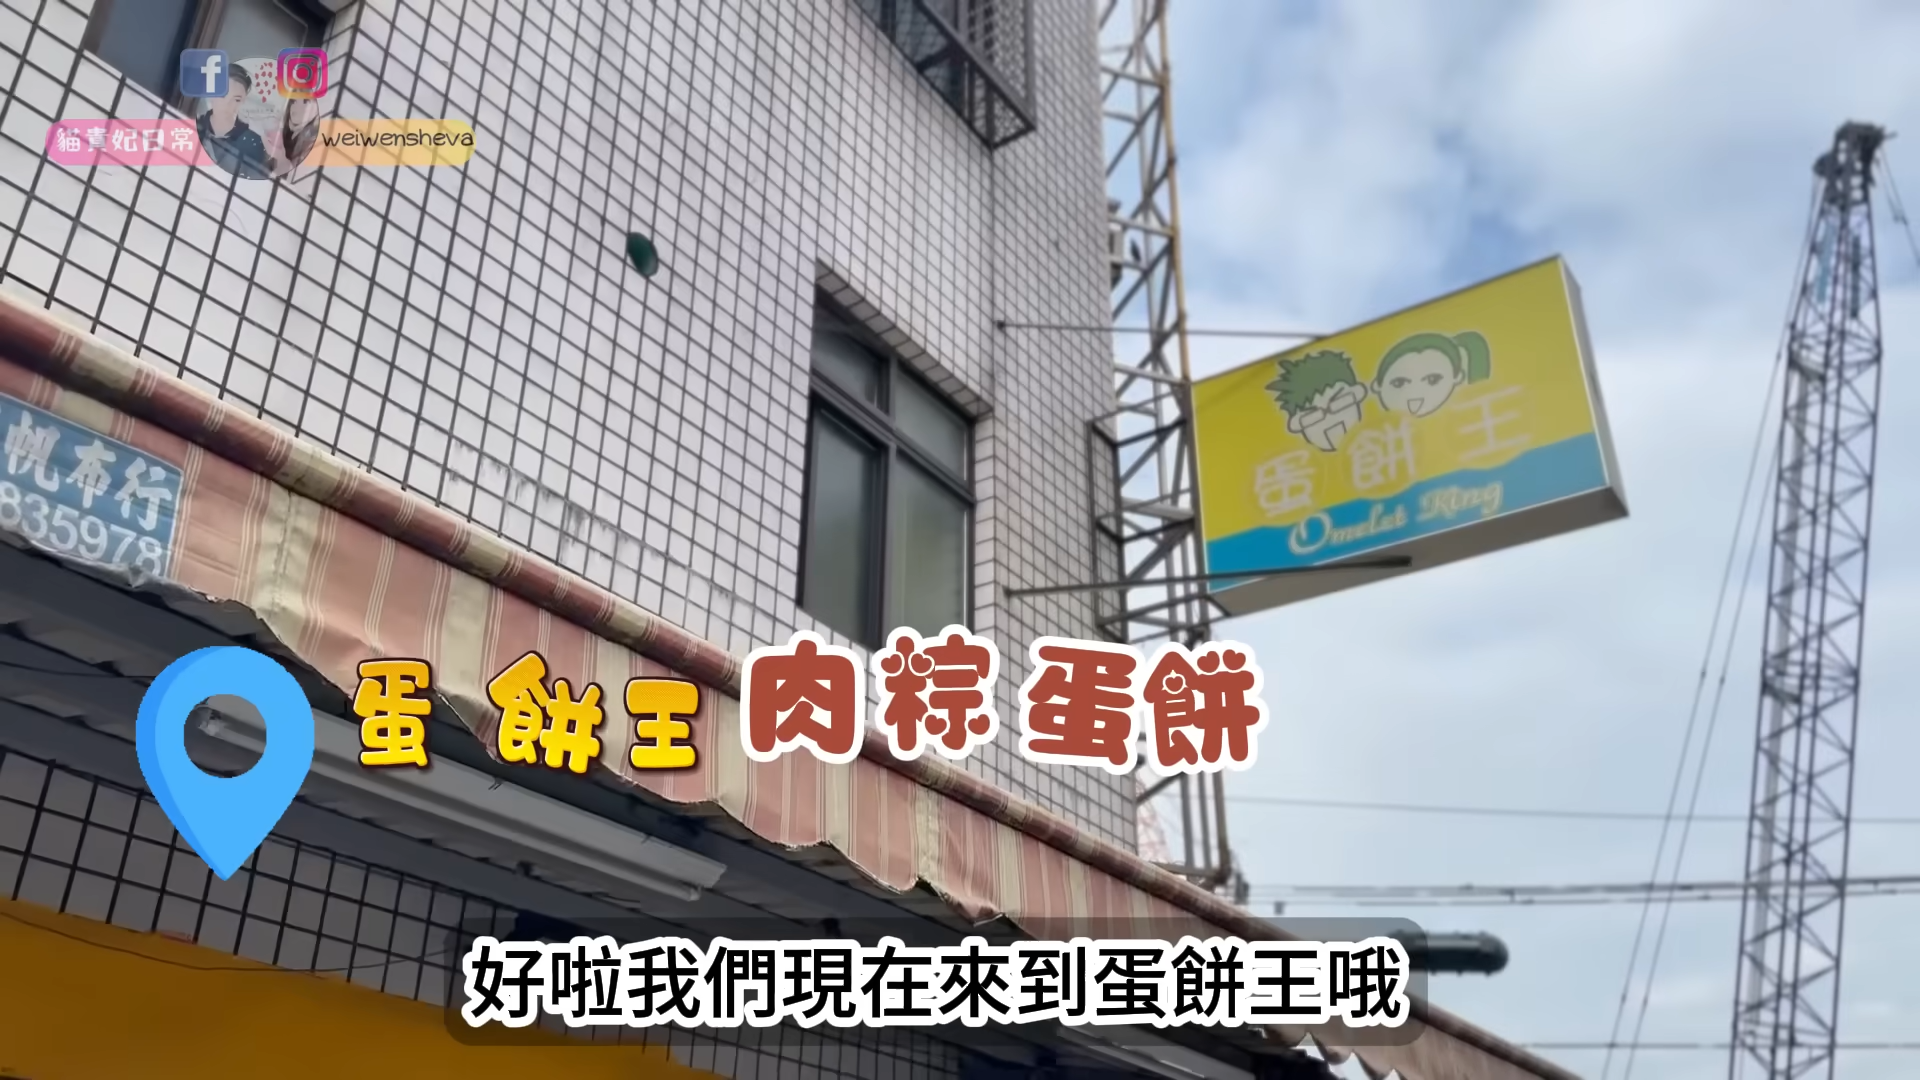 貓貴妃日常
weiwensheva
帆布行
835978
蛋餅王
Omelet King
蛋餅王 肉粽蛋餅
好啦我們現在來到蛋餅王哦